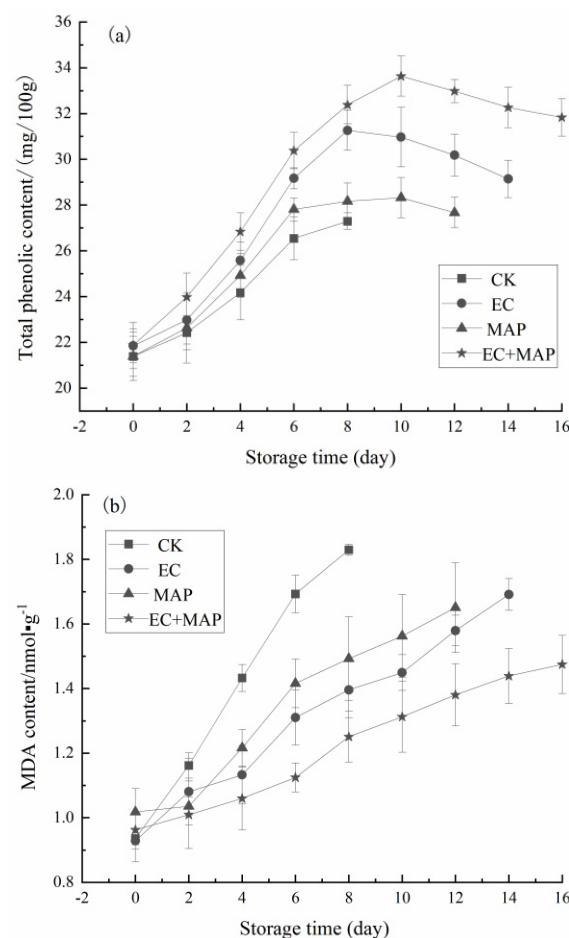 (a)
Total phenolic content/ (mg/100g)
36
34
32
30
28
26
24
22
20
CK
EC
MAP
EC+MAP
-2 0 2 4 6 8 10 12 14 16
Storage time (day)
(b)
MDA content/nmol•g⁻¹
2.0
1.8
1.6
1.4
1.2
1.0
0.8
CK
EC
MAP
EC+MAP
-2 0 2 4 6 8 10 12 14 16
Storage time (day)